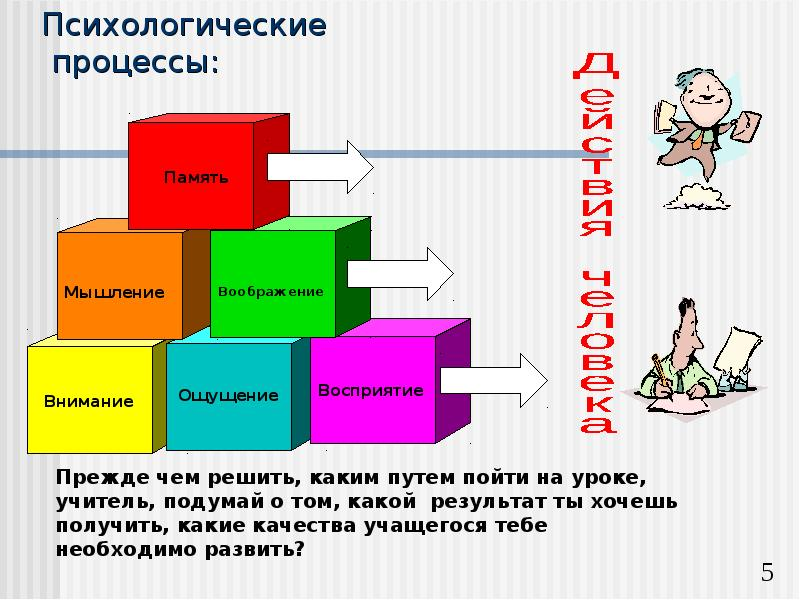 Психологические
процессы:
Память
Мышление
Воображение
Внимание
Ощущение
Восприятие
Действия человека
Прежде чем решить, каким путем пойти на уроке,
учитель, подумай о том, какой результат ты хочешь
получить, какие качества учащегося тебе
необходимо развить?
5